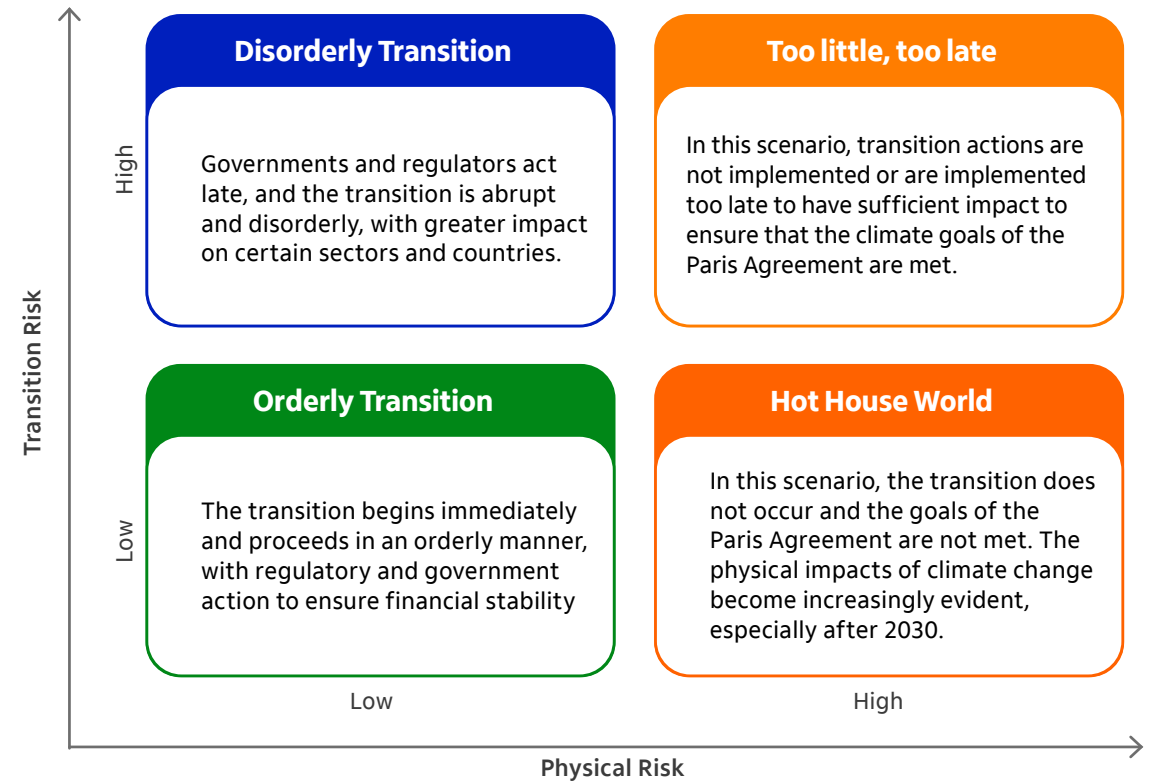 Disorderly Transition
Governments and regulators act
late, and the transition is abrupt
and disorderly, with greater impact
on certain sectors and countries.
Too little, too late
In this scenario, transition actions are
not implemented or are implemented
too late to have sufficient impact to
ensure that the climate goals of the
Paris Agreement are met.
High
Transition Risk
Orderly Transition
The transition begins immediately
and proceeds in an orderly manner,
with regulatory and government
action to ensure financial stability
Hot House World
In this scenario, the transition does
not occur and the goals of the
Paris Agreement are not met. The
physical impacts of climate change
become increasingly evident,
especially after 2030.
Low
Low
High
Physical Risk